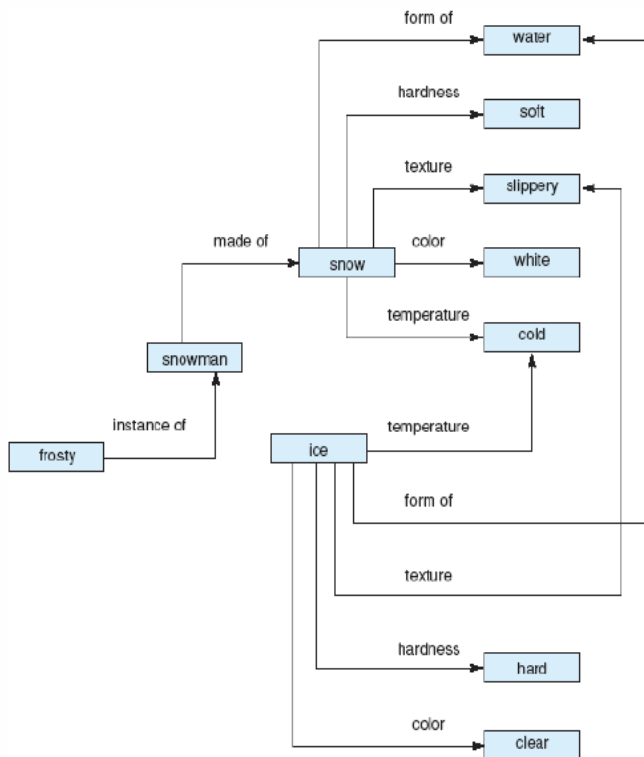 form of
water
hardness
soft
texture
slippery
made of
color
snow
white
temperature
cold
snowman
instance of
temperature
frosty
ice
form of
texture
hardness
hard
color
clear